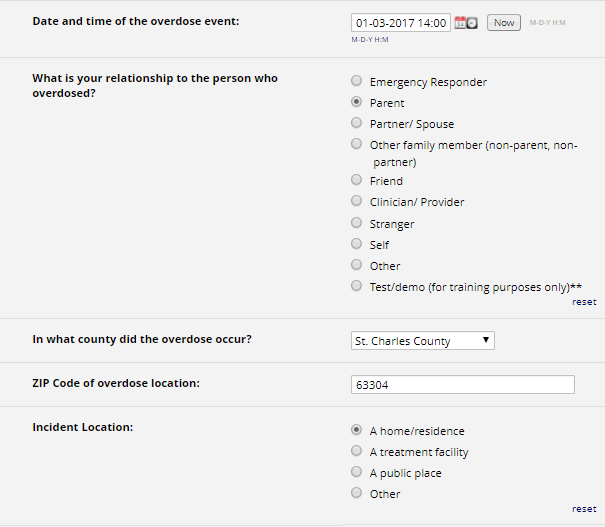 Date and time of the overdose event:
01-03-2017 14:00 Now M-D-Y H:M
M-D-Y H:M
What is your relationship to the person who
overdosed?
Emergency Responder
Parent
Partner/ Spouse
Other family member (non-parent, non-
partner)
Friend
Clinician/ Provider
Stranger
Self
Other
Test/demo (for training purposes only)**
reset
In what county did the overdose occur?
St. Charles County
ZIP Code of overdose location:
63304
Incident Location:
A home/residence
A treatment facility
A public place
Other
reset